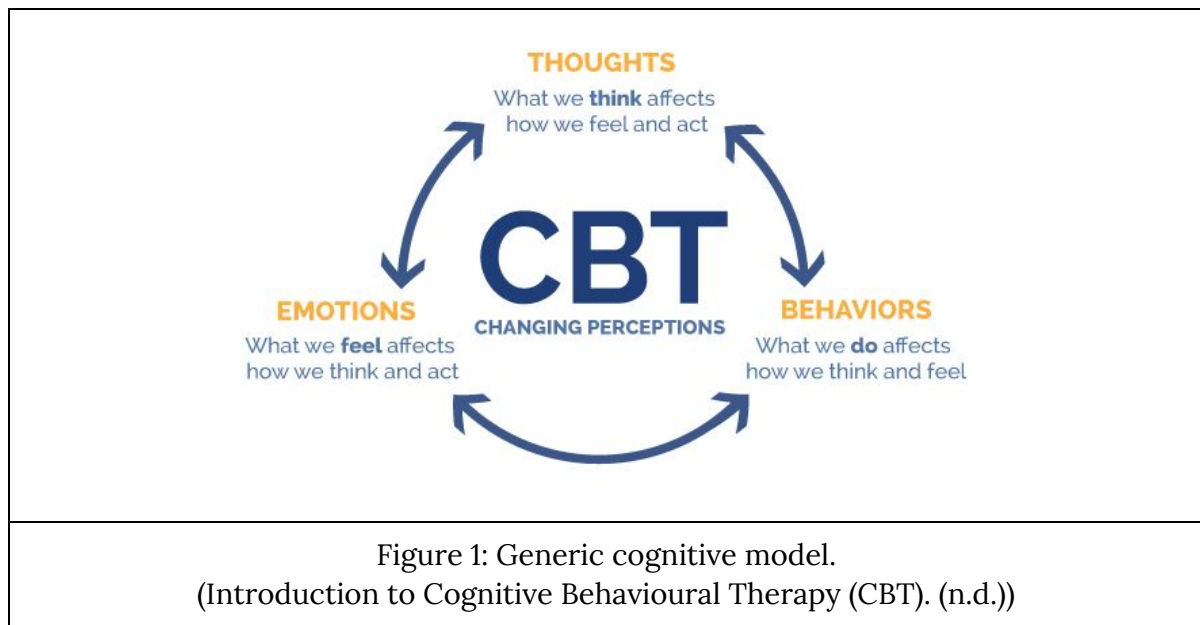 THOUGHTS
What we think affects
how we feel and act
CBT
CHANGING PERCEPTIONS
EMOTIONS
What we feel affects
how we think and act
BEHAVIORS
What we do affects
how we think and feel
Figure 1: Generic cognitive model.
(Introduction to Cognitive Behavioural Therapy (CBT). (n.d.))